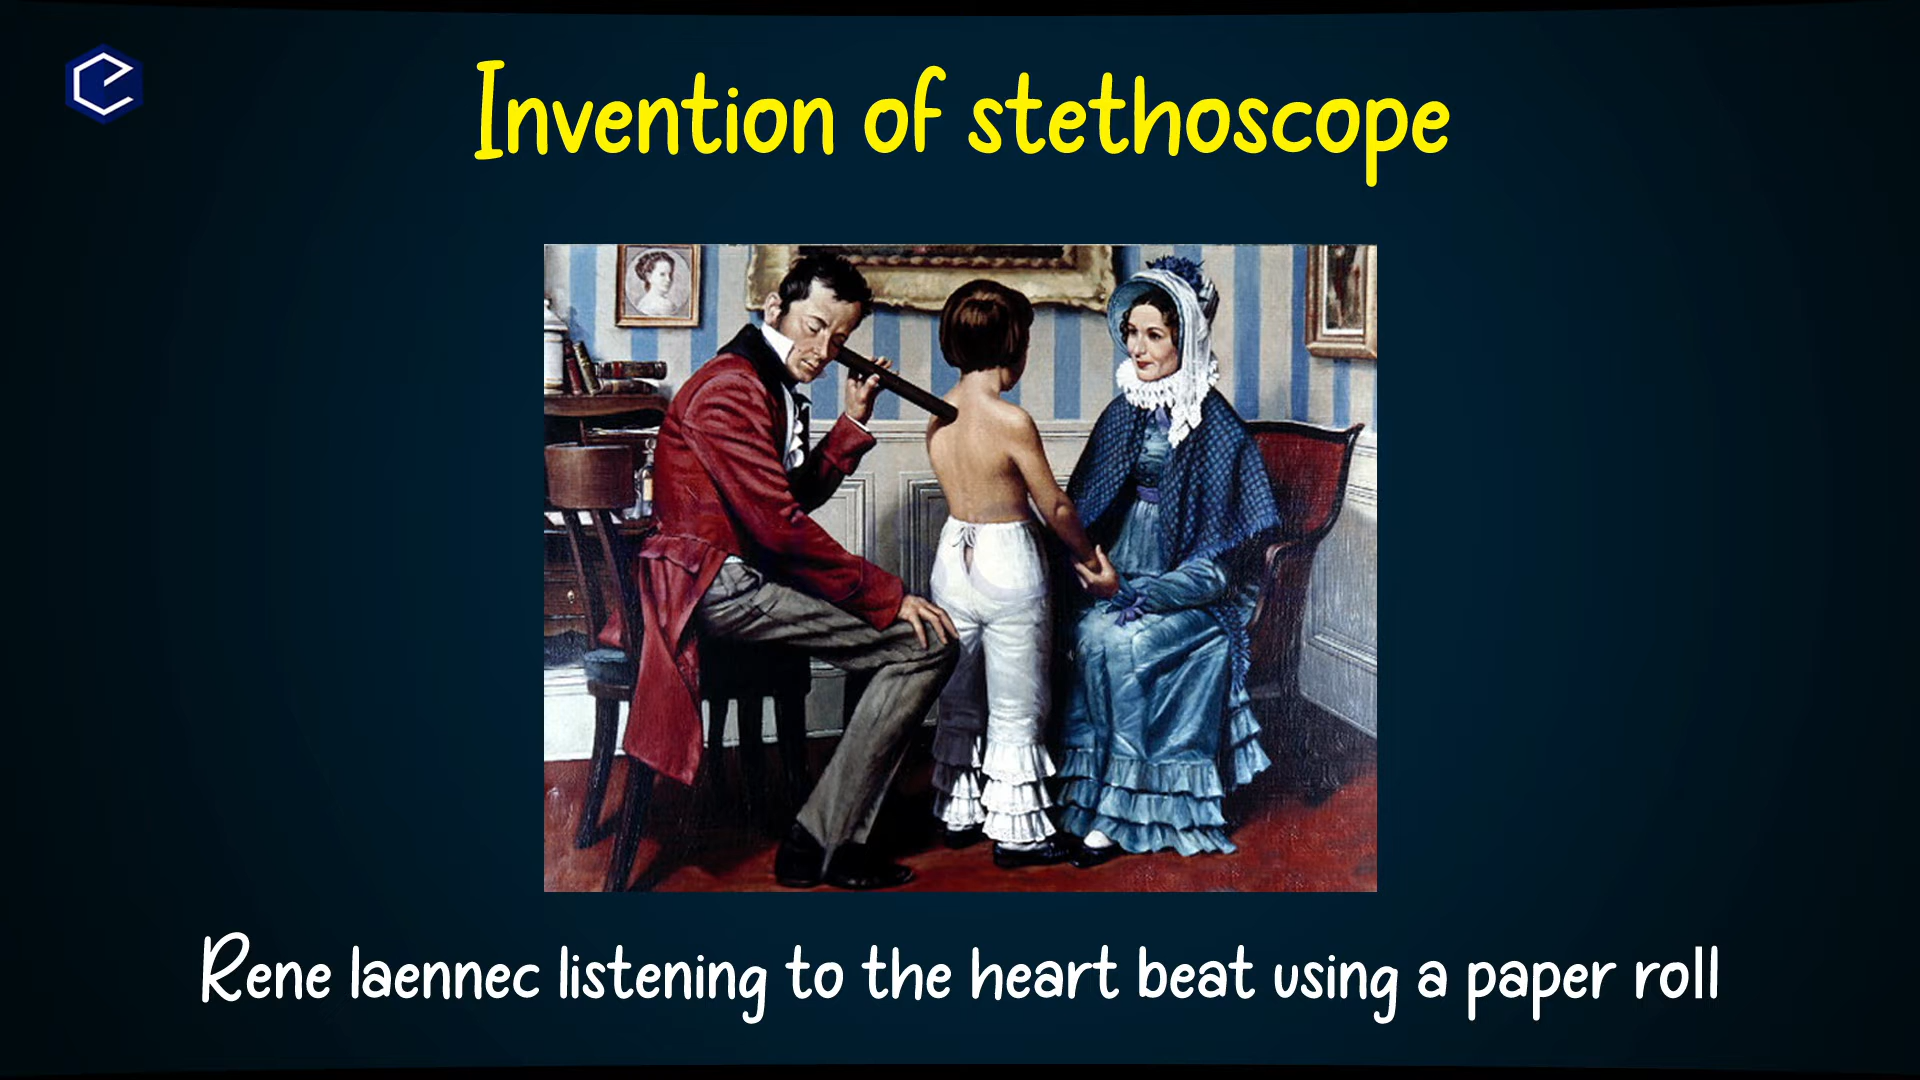 Invention of stethoscope
Rene laennec listening to the heart beat using a paper roll